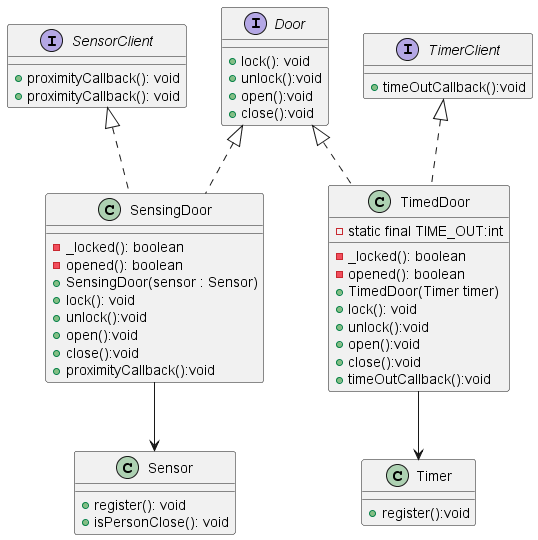 I SensorClient
proximityCallback(): void
proximityCallback(): void
I Door
lock(): void
unlock():void
open():void
close():void
I TimerClient
timeOutCallback():void
C SensingDoor
_locked(): boolean
opened(): boolean
SensingDoor(sensor : Sensor)
lock(): void
unlock():void
open():void
close():void
proximityCallback():void
C TimedDoor
static final TIME_OUT:int
_locked(): boolean
opened(): boolean
TimedDoor(Timer timer)
lock(): void
unlock():void
open():void
close():void
timeOutCallback():void
C Sensor
register(): void
isPersonClose(): void
C Timer
register():void